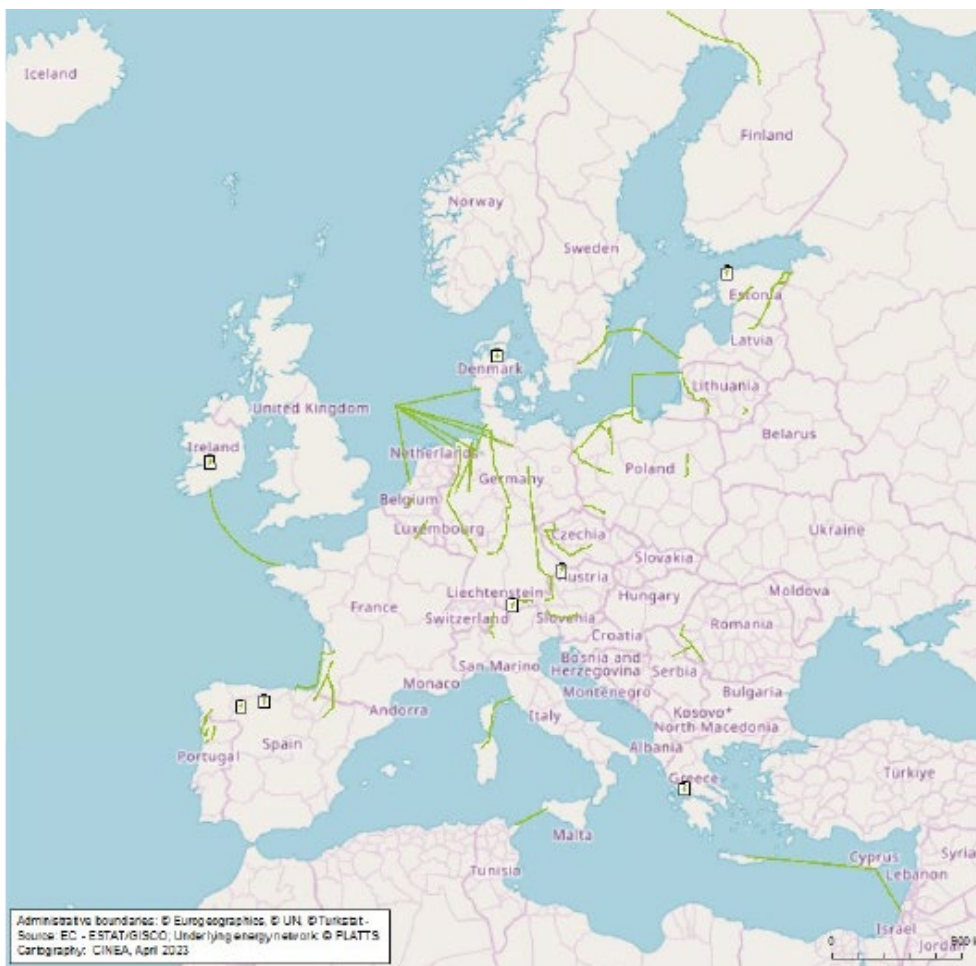 Iceland
Finland
Norway
Sweden
Estonia
Latvia
Denmark
Lithuania
United Kingdom
Ireland
Belarus
Netherlands
Poland
Germany
Belgium
Luxembourg
Czechia
Ukraine
Slovakia
Austria
Moldova
Liechtenstein
Hungary
France
Switzerland
Slovenia
Romania
Croatia
San Marino
Bosnia and
Herzegovina
Serbia
Monaco
Montenegro
Bulgaria
Andorra
Italy
Kosovo*
North Macedonia
Spain
Portugal
Albania
Greece
Türkiye
Malta
Cyprus
Syria
Tunisia
Lebanon
Israel
Jordan
Administrative boundaries: © Eurogeographics, © UN, © Turkstat -
Source: EC - ESTAT/GISCO; Underlying energy network: © PLATTS
Cartography: CINEA, April 2023
0